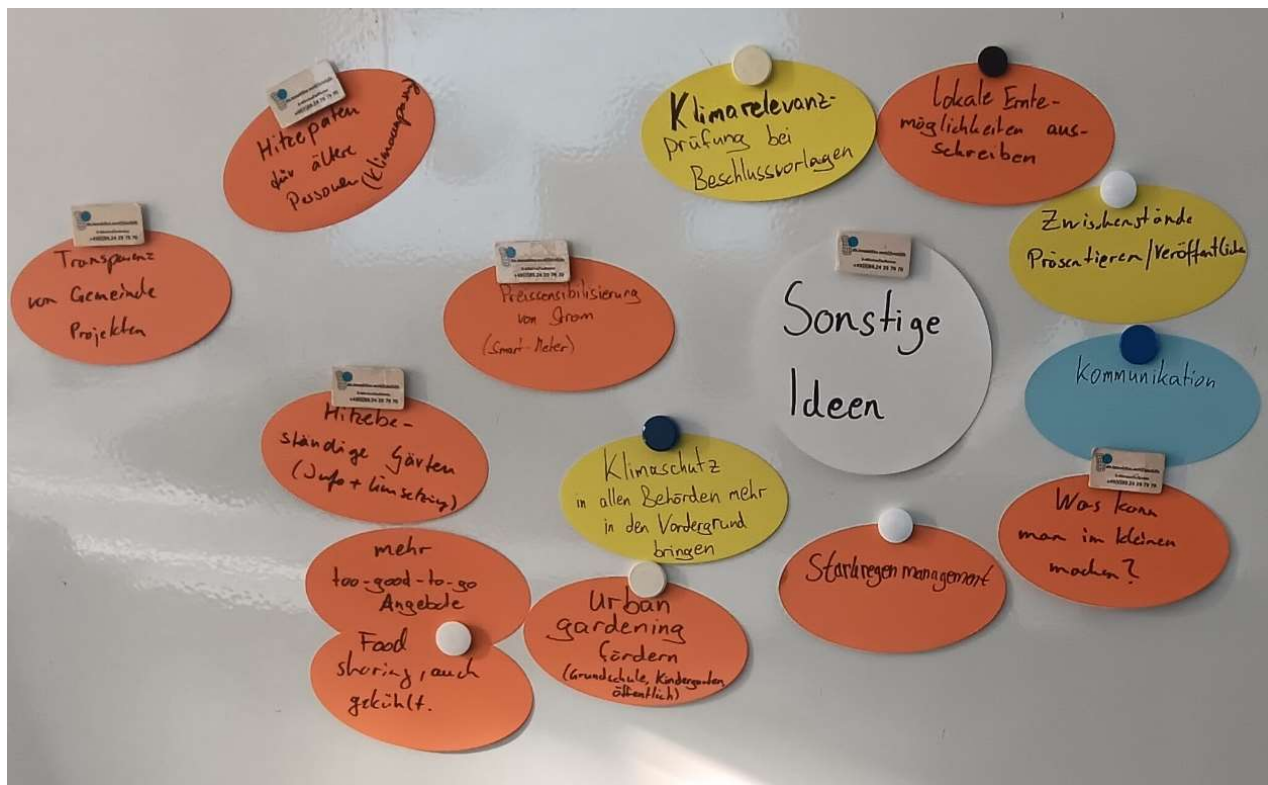 Sonstige
Ideen
Hitzepaten
für ältere
Personen (Klimaanpassung)
Klimarelevanz-
prüfung bei
Beschlussvorlagen
Lokale Ernte-
möglichkeiten aus-
schreiben
Zwischenstände
Präsentieren/Veröffentliche
Transparenz
von Gemeinde
Projekten
Preissensibilisierung
von Strom
(Smart-Meter)
Kommunikation
Hitzebe-
ständige Gärten
(Info + Umsetzung)
Klimaschutz
in allen Behörden mehr
in den Vordergrund
bringen
Was kann
man im kleinen
machen?
Starkregenmanagement
mehr
too-good-to-go
Angebote
Food
sharing, auch
gekühlt.
Urban
gardening
fördern
(Grundschule, Kindergarten,
öffentlich)